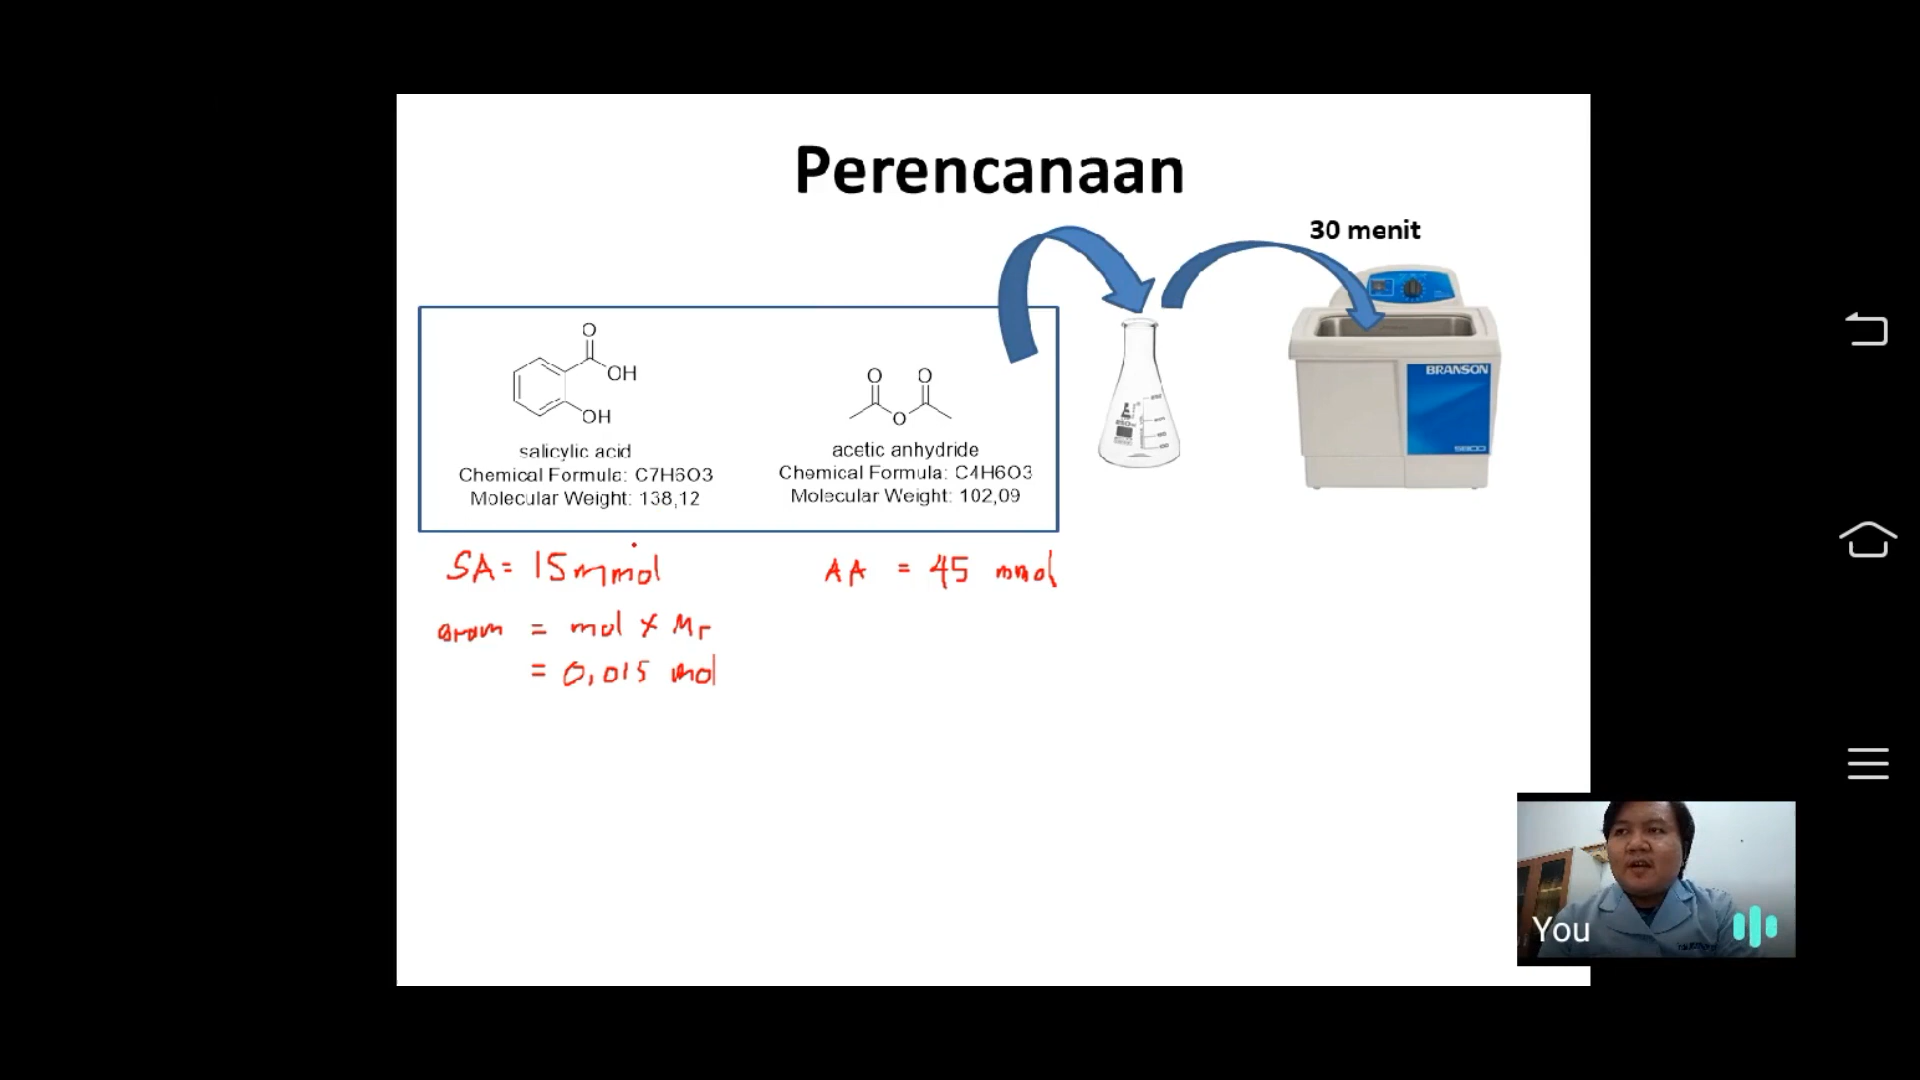 Perencanaan
30 menit
O
OH
OH
salicylic acid
Chemical Formula: C7H6O3
Molecular Weight: 138,12
O O
O
acetic anhydride
Chemical Formula: C4H6O3
Molecular Weight: 102,09
BRANSON
5800
SA = 15 mmol
AA = 45 mmol
Gram = mol x Mr
= 0,015 mol
You